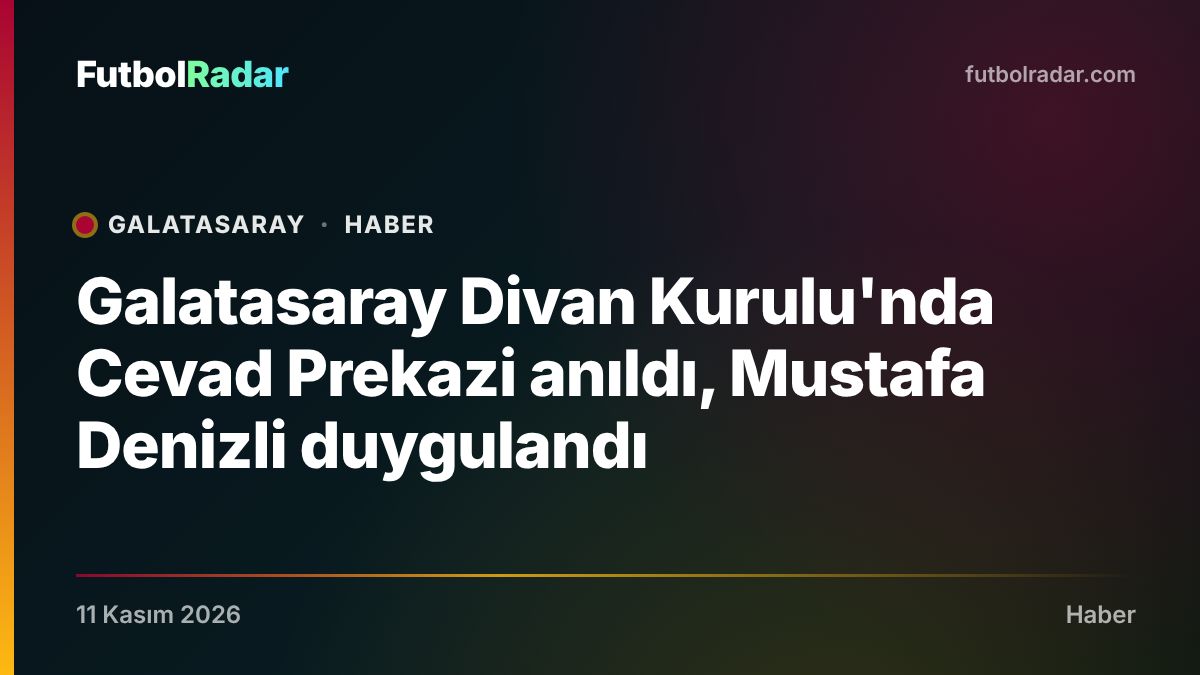 FutbolRadar
futbolradar.com
GALATASARAY · HABER
Galatasaray Divan Kurulu'nda
Cevad Prekazi anıldı, Mustafa
Denizli duygulandı
11 Kasım 2026
Haber